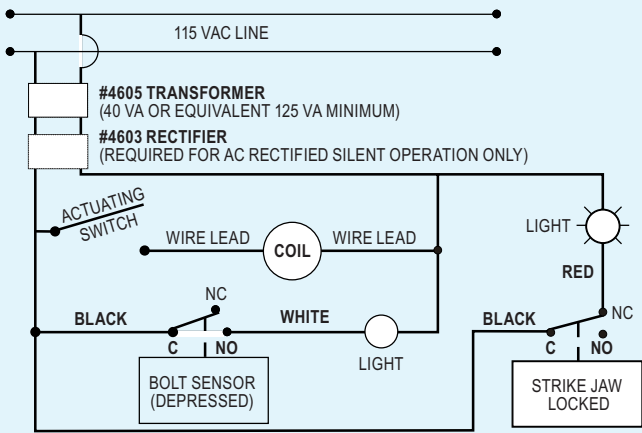 115 VAC LINE
#4605 TRANSFORMER
(40 VA OR EQUIVALENT 125 VA MINIMUM)
#4603 RECTIFIER
(REQUIRED FOR AC RECTIFIED SILENT OPERATION ONLY)
ACTUATING
SWITCH
WIRE LEAD
COIL
WIRE LEAD
LIGHT
RED
NC
BLACK
WHITE
C
NO
LIGHT
BOLT SENSOR
(DEPRESSED)
BLACK
NC
C
NO
STRIKE JAW
LOCKED